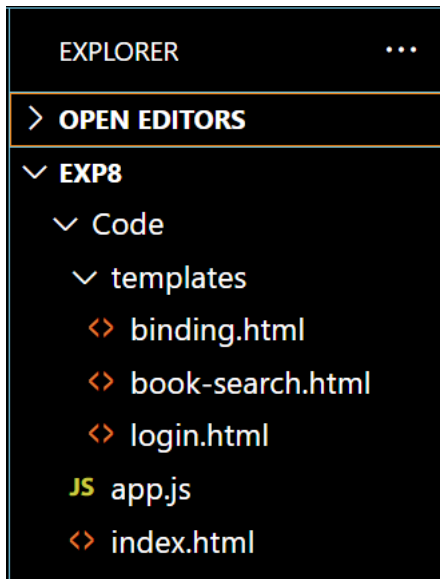 EXPLORER ···
> OPEN EDITORS
EXP8
Code
templates
<> binding.html
<> book-search.html
<> login.html
JS app.js
<> index.html